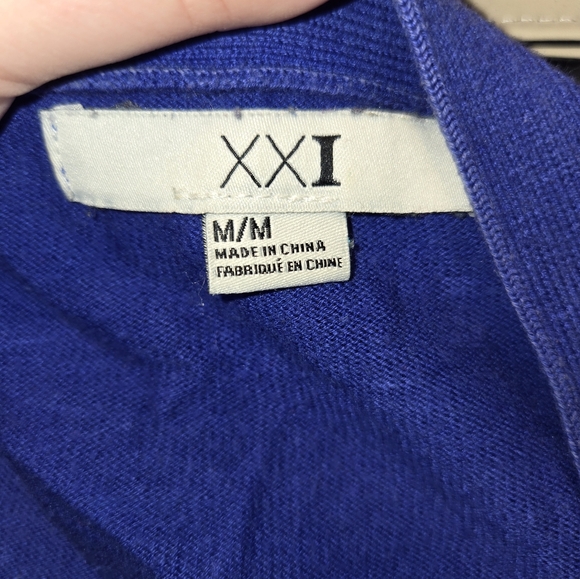 XXI
M/M
MADE IN CHINA
FABRIQUÉ EN CHINE